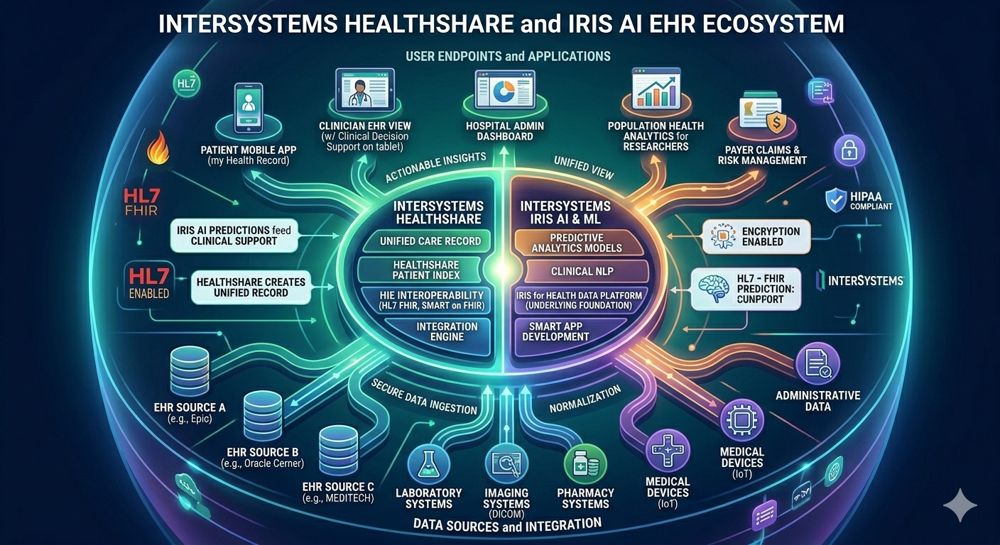 INTERSYSTEMS HEALTHSHARE and IRIS AI EHR ECOSYSTEM
USER ENDPOINTS and APPLICATIONS
HL7
PATIENT MOBILE APP
(my Health Record)
CLINICIAN EHR VIEW
(w/ Clinical Decision
Support on tablet)
HOSPITAL ADMIN
DASHBOARD
POPULATION HEALTH
ANALYTICS for
RESEARCHERS
$
PAYER CLAIMS &
RISK MANAGEMENT
ACTIONABLE INSIGHTS
UNIFIED VIEW
HL7
FHIR
HIPAA
COMPLIANT
IRIS AI PREDICTIONS feed
CLINICAL SUPPORT
HL7
ENABLED
HEALTHSHARE CREATES
UNIFIED RECORD
INTERSYSTEMS
HEALTHSHARE
UNIFIED CARE RECORD
HEALTHSHARE
PATIENT INDEX
HIE INTEROPERABILITY
(HL7 FHIR, SMART on FHIR)
INTEGRATION
ENGINE
INTERSYSTEMS
IRIS AI & ML
PREDICTIVE
ANALYTICS MODELS
CLINICAL NLP
IRIS for HEALTH DATA PLATFORM
(UNDERLYING FOUNDATION)
SMART APP
DEVELOPMENT
ENCRYPTION
ENABLED
HL7 - FHIR
PREDICTION:
CUNPFORT
INTERSYSTEMS
SECURE DATA INGESTION
NORMALIZATION
EHR SOURCE A
(e.g., Epic)
EHR SOURCE B
(e.g., Oracle Cerner)
EHR SOURCE C
(e.g., MEDITECH)
LABORATORY
SYSTEMS
IMAGING
SYSTEMS
(DICOM)
PHARMACY
SYSTEMS
MEDICAL
DEVICES
(IoT)
MEDICAL
DEVICES
(IoT)
ADMINISTRATIVE
DATA
DATA SOURCES and INTEGRATION